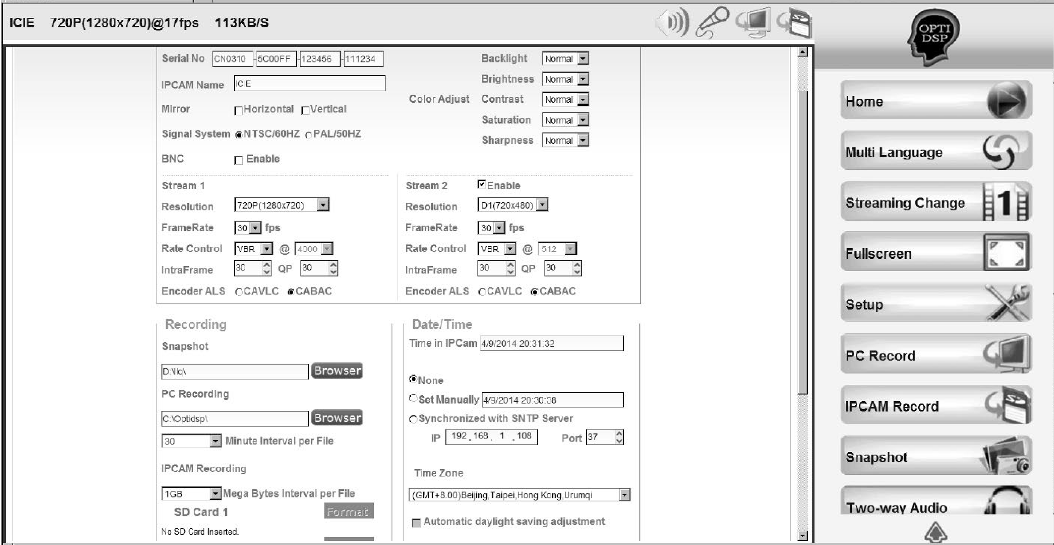 ICIE 720P(1280x720)@17fps 113KB/S
OPTI
DSP
Serial No CN0310 - 5C00FF - 123456 - 111234
IPCAM Name ICIE
Mirror Horizontal Vertical
Signal System NTSC/60HZ PAL/50HZ
BNC Enable
Backlight Normal
Brightness Normal
Color Adjust Contrast Normal
Saturation Normal
Sharpness Normal
Stream 1
Resolution 720P(1280x720)
FrameRate 30 fps
Rate Control VBR @ 4000
IntraFrame 30 QP 30
Encoder ALS CAVLC CABAC
Stream 2 Enable
Resolution D1(720x480)
FrameRate 30 fps
Rate Control VBR @ 512
IntraFrame 30 QP 30
Encoder ALS CAVLC CABAC
Recording
Snapshot
Browser
PC Recording
C:\Optidsp\ Browser
30 Minute Interval per File
IPCAM Recording
1GB Mega Bytes Interval per File
SD Card 1 Format
No SD Card Inserted.
Date/Time
Time in IPCam 4/9/2014 20:31:32
None
Set Manually 4/9/2014 20:30:38
Synchronized with SNTP Server
IP 192 . 168 . 1 . 108 Port 37
Time Zone
(GMT+8.00)Beijing,Taipei,Hong Kong,Urumqi
Automatic daylight saving adjustment
Home
Multi Language
Streaming Change 1
Fullscreen
Setup
PC Record
IPCAM Record
Snapshot
Two-way Audio